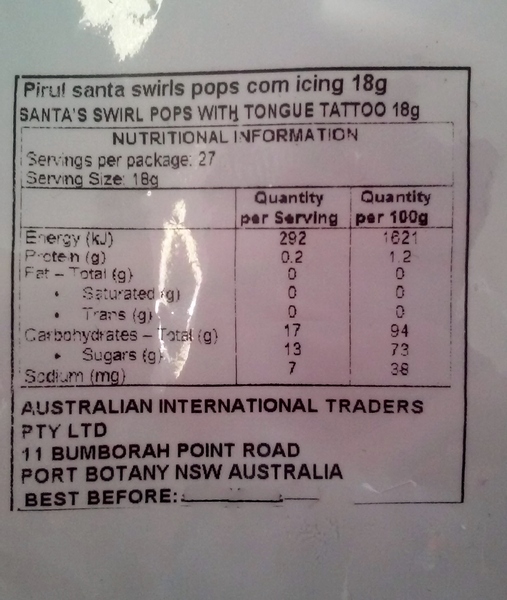 Pirul santa swirls pops com icing 18g
SANTA'S SWIRL POPS WITH TONGUE TATTOO 18g
NUTRITIONAL INFORMATION
Servings per package: 27
Serving Size: 18g
Quantity per Serving Quantity per 100g
Energy (kJ) 292 1621
Protein (g) 0.2 1.2
Fat – Total (g) 0 0
• Saturated (g) 0 0
• Trans (g) 0 0
Carbohydrates – Total (g) 17 94
• Sugars (g) 13 73
Sodium (mg) 7 38
AUSTRALIAN INTERNATIONAL TRADERS
PTY LTD
11 BUMBORAH POINT ROAD
PORT BOTANY NSW AUSTRALIA
BEST BEFORE: